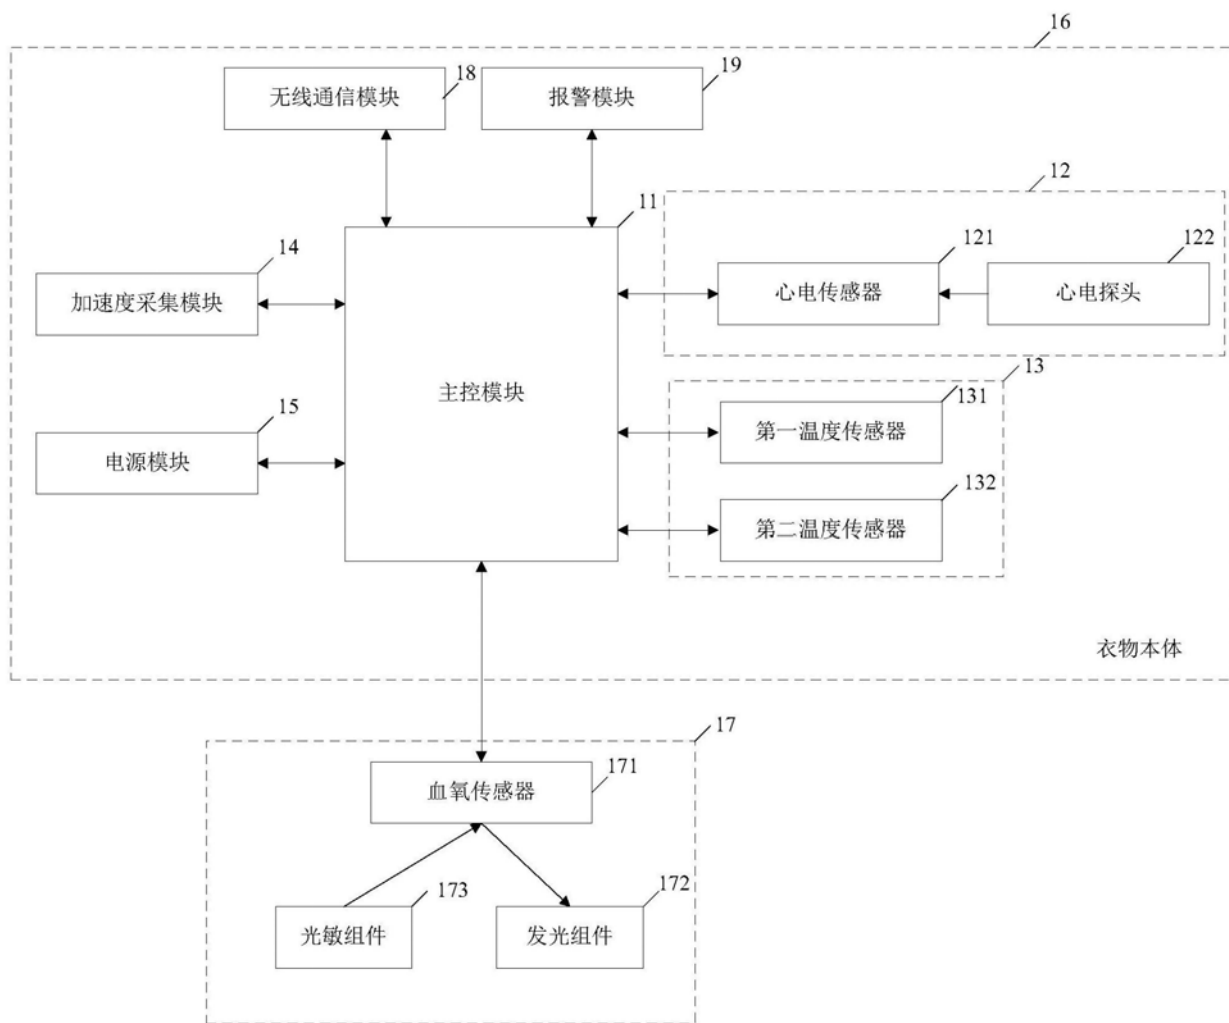 16
无线通信模块
18
报警模块
19
12
11
14
加速度采集模块
121
122
心电传感器
心电探头
主控模块
13
131
第一温度传感器
15
电源模块
132
第二温度传感器
衣物本体
17
171
血氧传感器
173
172
光敏组件
发光组件